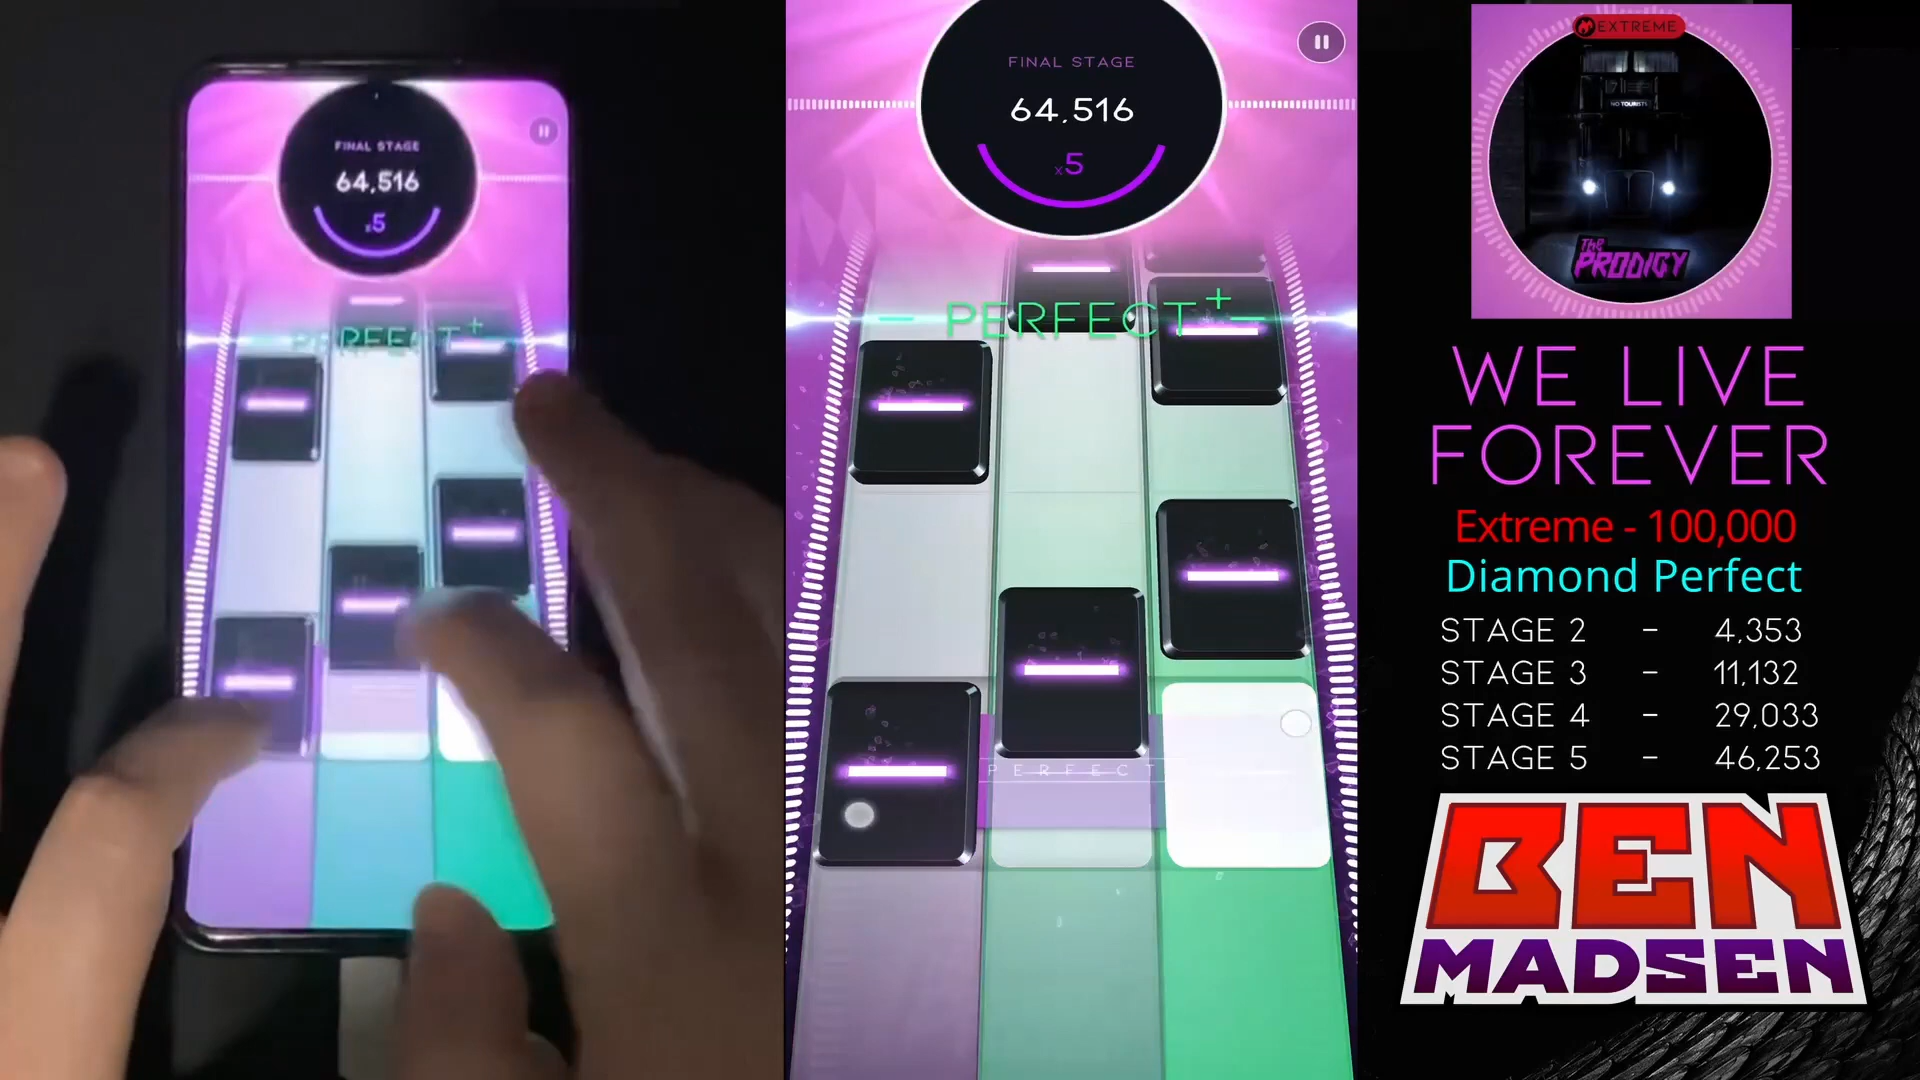 FINAL STAGE
64,516
x5
PERFECT+
FINAL STAGE
64,516
x5
PERFECT+
PERFECT
EXTREME
NO TOURISTS
THE
PRODIGY
WE LIVE
FOREVER
Extreme - 100,000
Diamond Perfect
STAGE 2 - 4,353
STAGE 3 - 11,132
STAGE 4 - 29,033
STAGE 5 - 46,253
BEN
MADSEN